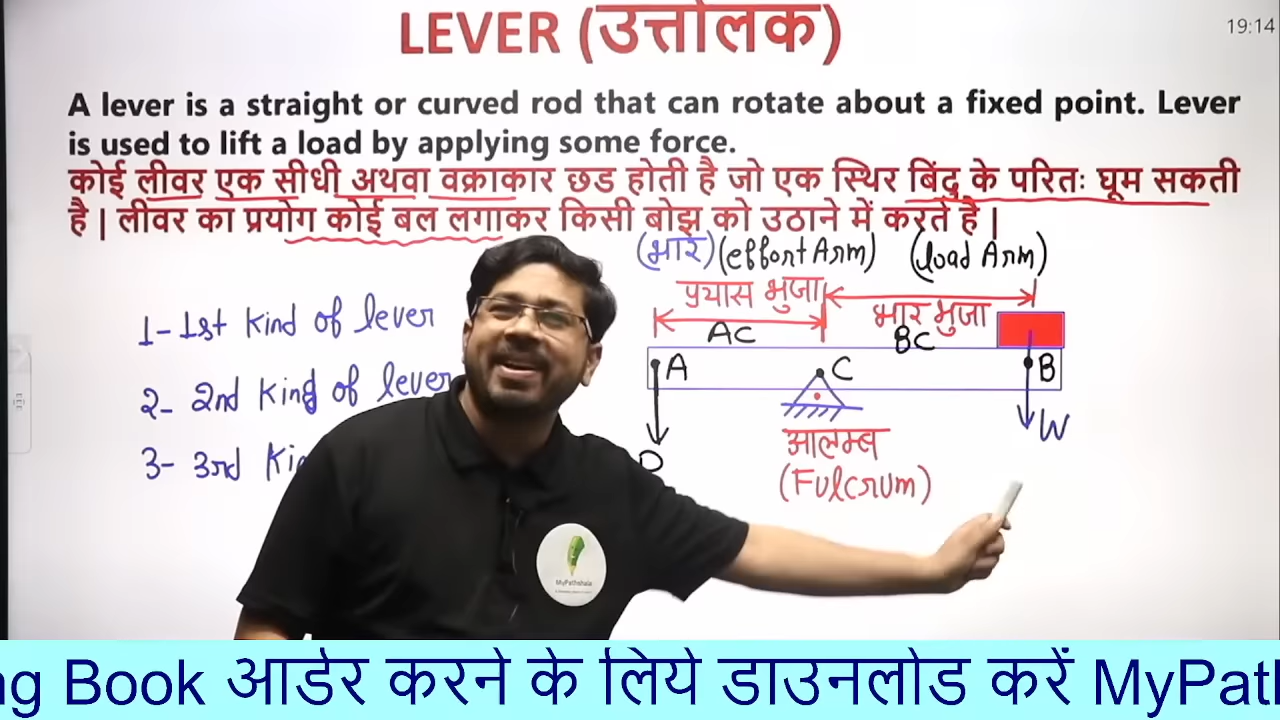 LEVER (उत्तोलक)
19:14
A lever is a straight or curved rod that can rotate about a fixed point. Lever
is used to lift a load by applying some force.
कोई लीवर एक सीधी अथवा वक्राकार छड होती है जो एक स्थिर बिंदु के परितः घूम सकती
है | लीवर का प्रयोग कोई बल लगाकर किसी बोझ को उठाने में करते है |
(भार) (effort Arm) (load Arm)
प्रयास भुजा
भार भुजा
1- 1st kind of lever
AC
BC
2- 2nd kind of lever
A
C
B
W
3- 3rd
आलम्ब
(Fulcrum)
MyPathshala
Book आर्डर करने के लिये डाउनलोड करें